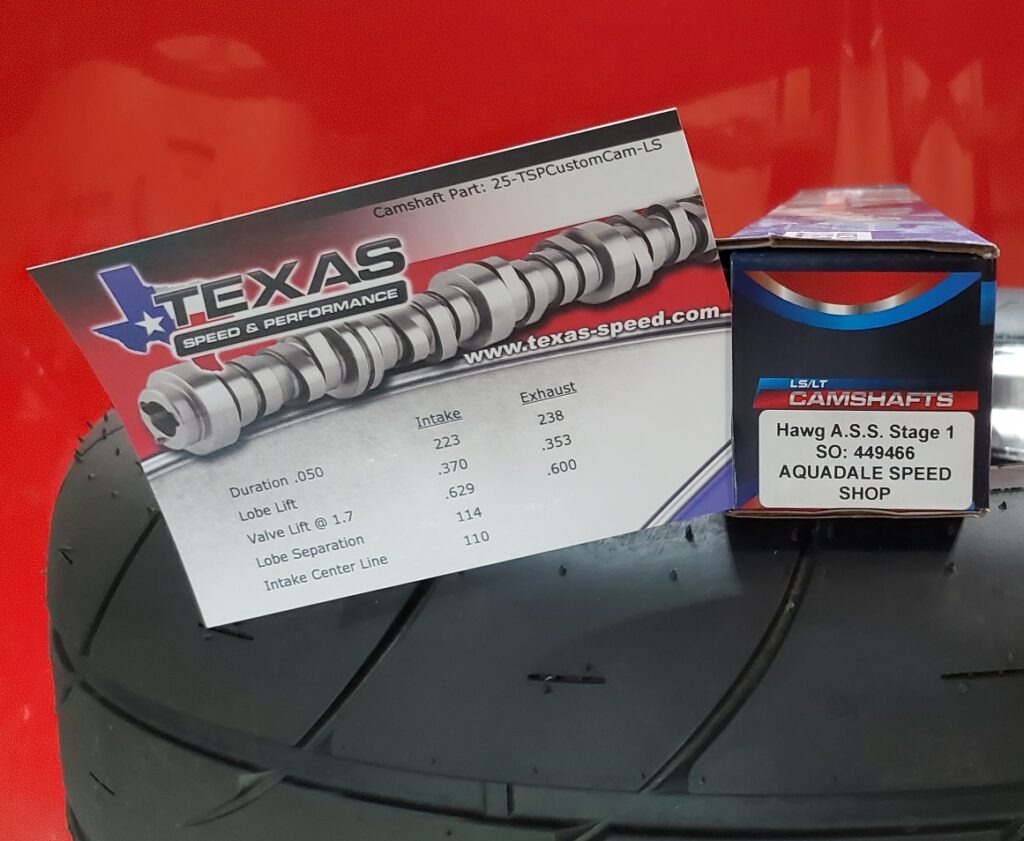 Camshaft Part: 25-TSPCustomCam-LS
TEXAS
SPEED & PERFORMANCE
www.texas-speed.com
Intake Exhaust
Duration .050 223 238
Lobe Lift .370 .353
Valve Lift @ 1.7 .629 .600
Lobe Separation 114
Intake Center Line 110
LS/LT
CAMSHAFTS
Hawg A.S.S. Stage 1
SO: 449466
AQUADALE SPEED
SHOP